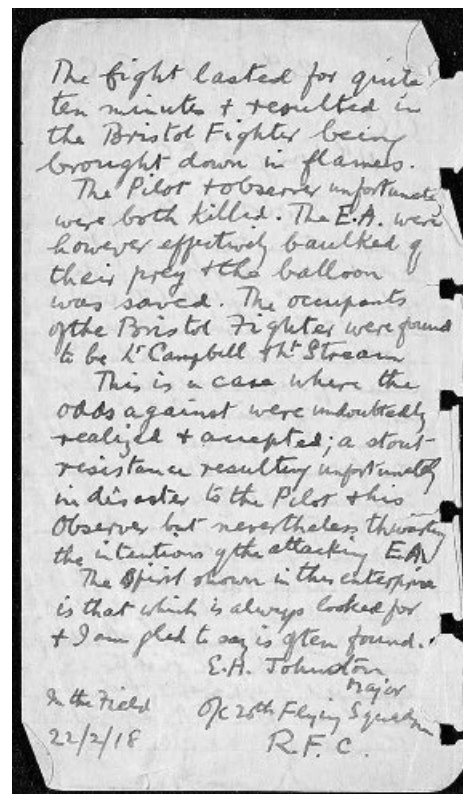 The fight lasted for quite
ten minutes + resulted in
the Bristol Fighter being
brought down in flames.
The Pilot + observer unfortunately
were both killed. The E.A. were
however effectively baulked of
their prey + the balloon
was saved. The occupants
of the Bristol Fighter were found
to be Lt Campbell + Lt Stream
This is a case where the
odds against were undoubtedly
realized + accepted; a stout
resistance resulting unfortunately
in disaster to the Pilot + his
Observer but nevertheless thwarting
the intentions of the attacking E.A.
The spirit shown in this enterprise
is that which is always looked for
+ I am glad to say is often found.
E.A. Johnston
Major
In the Field
O/c 20th Flying Squadron
22/2/18
R.F.C.